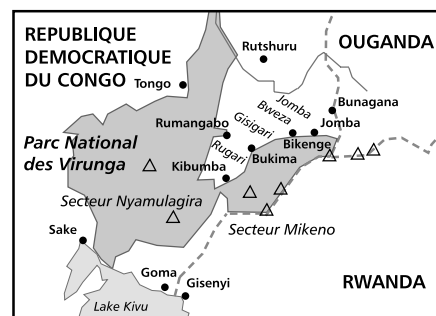 REPUBLIQUE
DEMOCRATIQUE
DU CONGO
Rutshuru
OUGANDA
Tongo
Jomba
Bweza
Bunagana
Rumangabo
Gisigari
Jomba
Parc National
des Virunga
Rugari
Bikenge
Bukima
Kibumba
Secteur Nyamulagira
Secteur Mikeno
Sake
Goma
Gisenyi
RWANDA
Lake Kivu